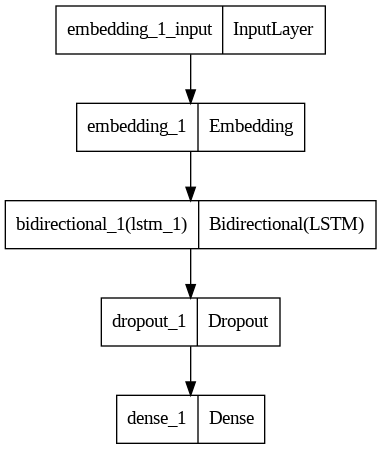 embedding_1_input InputLayer
embedding_1 Embedding
bidirectional_1(lstm_1) Bidirectional(LSTM)
dropout_1 Dropout
dense_1 Dense